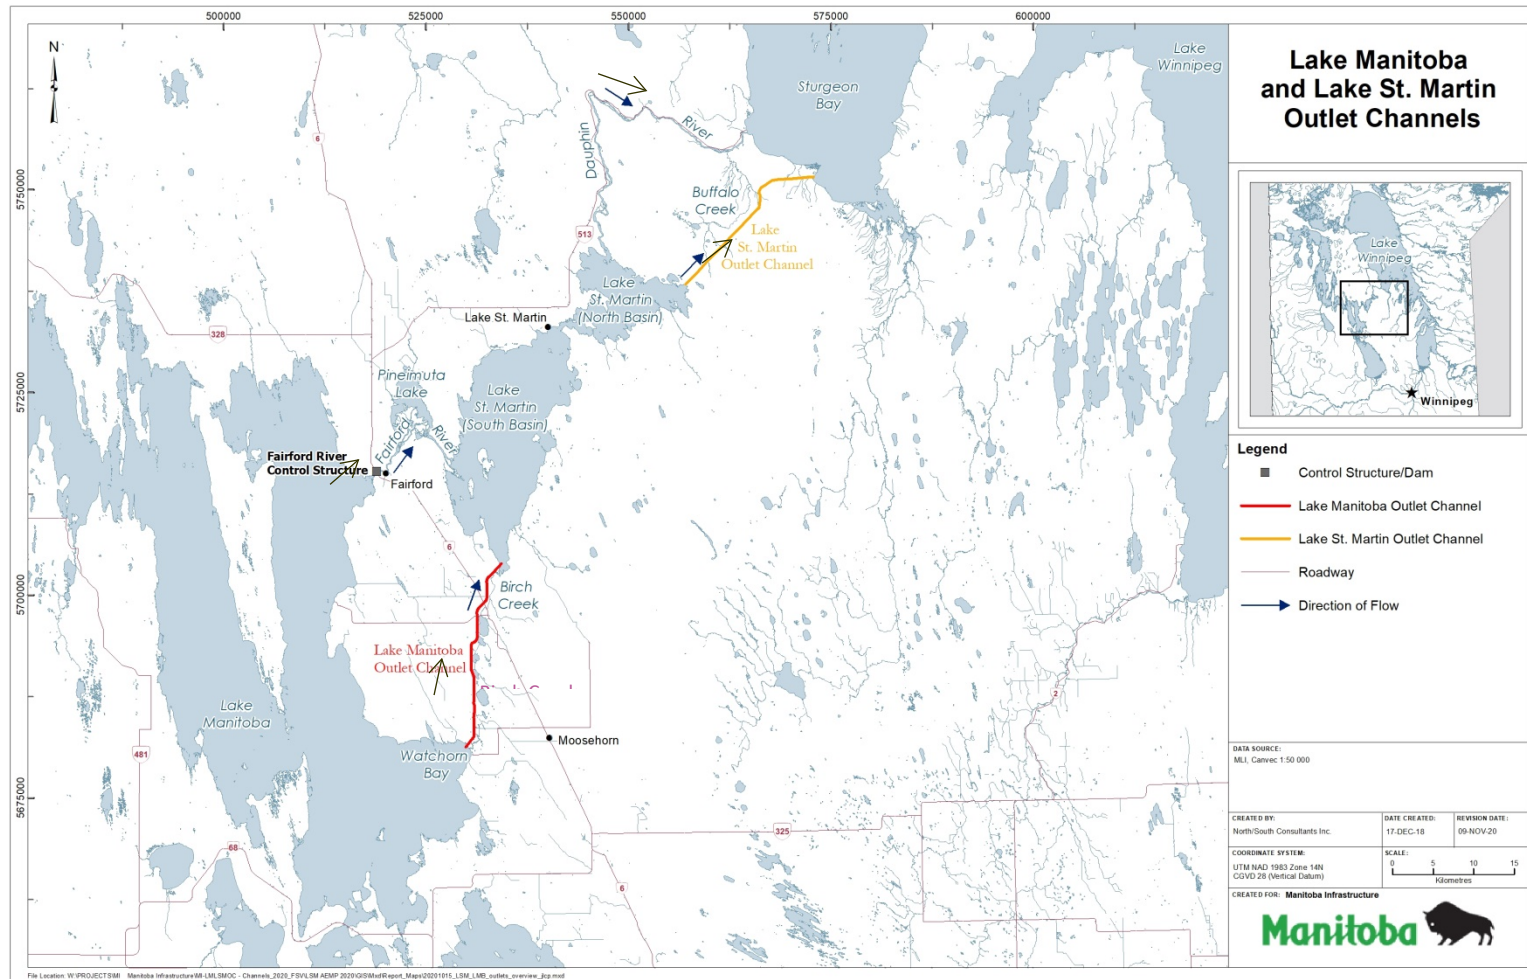 500000
525000
550000
575000
600000
5750000
5725000
5700000
5675000
N
6
513
328
6
481
68
325
6
2
Lake
Winnipeg
Sturgeon
Bay
Dauphin
River
Buffalo
Creek
Lake
St. Martin
Outlet Channel
Lake
St. Martin
(North Basin)
Lake St. Martin
Pineimuta
Lake
Lake
St. Martin
(South Basin)
Fairford
River
Fairford River
Control Structure
Fairford
Birch
Creek
Lake Manitoba
Outlet Channel
Lake
Manitoba
Watchorn
Bay
Moosehorn
Lake Manitoba
and Lake St. Martin
Outlet Channels
Lake
Winnipeg
Winnipeg
Legend
Control Structure/Dam
Lake Manitoba Outlet Channel
Lake St. Martin Outlet Channel
Roadway
Direction of Flow
DATA SOURCE:
MLI, Canvec 1:50 000
CREATED BY:
North/South Consultants Inc.
DATE CREATED:
17-DEC-18
REVISION DATE:
09-NOV-20
COORDINATE SYSTEM:
UTM NAD 1983 Zone 14N
CGVD 28 (Vertical Datum)
SCALE:
0 5 10 15
Kilometres
CREATED FOR: Manitoba Infrastructure
Manitoba